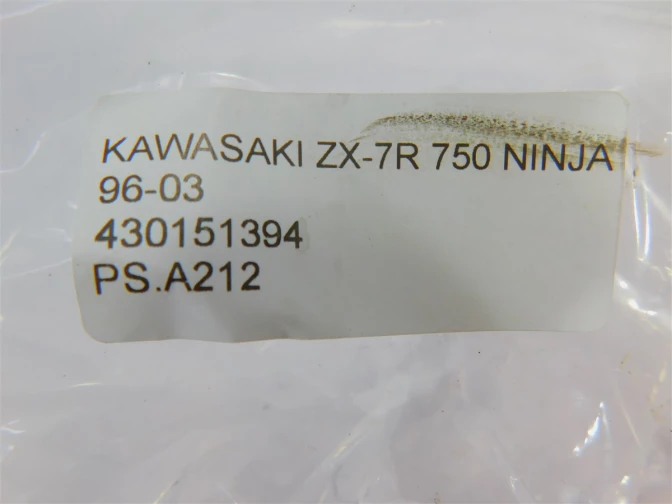 KAWASAKI ZX-7R 750 NINJA
96-03
430151394
PS.A212